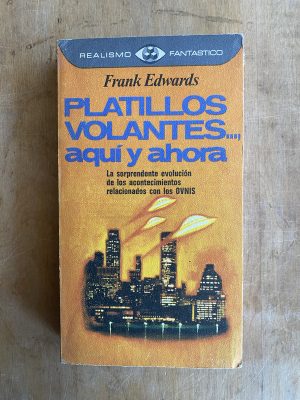 REALISMO FANTASTICO
Frank Edwards
PLATILLOS
VOLANTES...,
aquí y ahora
La sorprendente evolución
de los acontecimientos
relacionados con los OVNIS